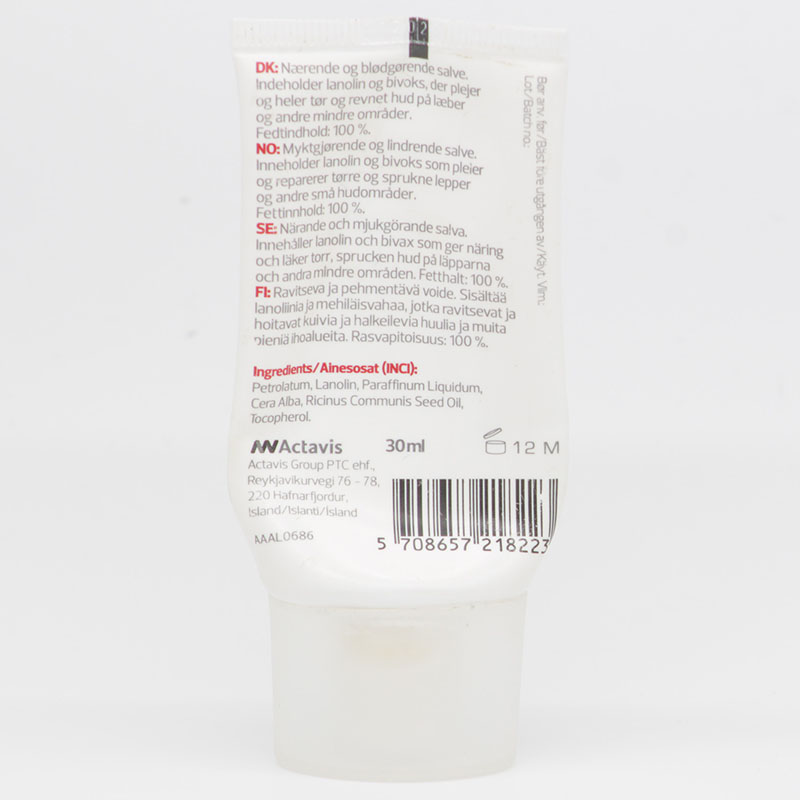 02
DK: Nærende og blødgørende salve.
Indeholder lanolin og bivoks, der plejer
og heler tør og revnet hud på læber
og andre mindre områder.
Fedtindhold: 100 %.
NO: Myktgjørende og lindrende salve.
Inneholder lanolin og bivoks som pleier
og reparerer tørre og sprukne lepper
og andre små hudområder.
Fettinnhold: 100 %.
SE: Närande och mjukgörande salva.
Innehåller lanolin och bivax som ger näring
och läker torr, sprucken hud på läpparna
och andra mindre områden. Fetthalt: 100 %.
FI: Ravitseva ja pehmentävä voide. Sisältää
lanoliinia ja mehiläisvahaa, jotka ravitsevat ja
hoitavat kuivia ja halkeilevia huulia ja muita
pieniä ihoalueita. Rasvapitoisuus: 100 %.
Bør anv. før/Bäst före utgången av/Käyt. Viim.:
Lot/Batch no.:
Ingredients/Ainesosat (INCI):
Petrolatum, Lanolin, Paraffinum Liquidum,
Cera Alba, Ricinus Communis Seed Oil,
Tocopherol.
Actavis
30ml
12 M
Actavis Group PTC ehf.,
Reykjavikurvegi 76 - 78,
220 Hafnarfjordur,
Island/Islanti/Island
AAAL0686
5 708657 218223